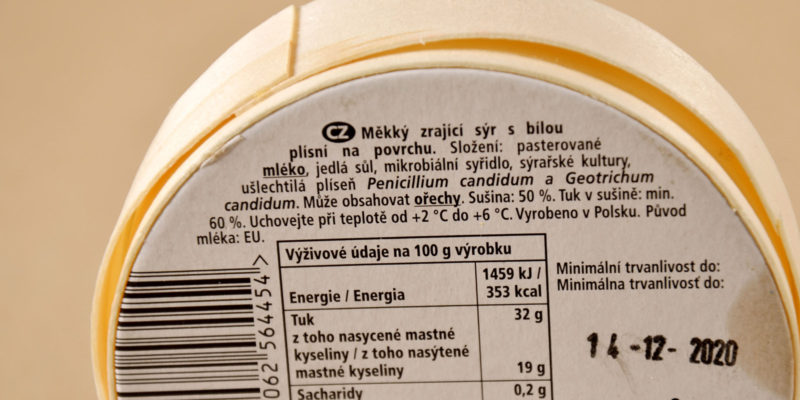 CZ Měkký zrající sýr s bílou
plísní na povrchu. Složení: pasterované
mléko, jedlá sůl, mikrobiální syřidlo, sýrařské kultury,
ušlechtilá plíseň Penicillium candidum a Geotrichum
candidum. Může obsahovat ořechy. Sušina: 50 %. Tuk v sušině: min.
60 %. Uchovejte při teplotě od +2 °C do +6 °C. Vyrobeno v Polsku. Původ
mléka: EU.
Výživové údaje na 100 g výrobku
Energie / Energia
1459 kJ /
353 kcal
Tuk
32 g
z toho nasycené mastné
kyseliny / z toho nasýtené
mastné kyseliny
19 g
Sacharidy
0,2 g
Minimální trvanlivost do:
Minimálna trvanlivosť do:
14-12-2020
062 564454 >